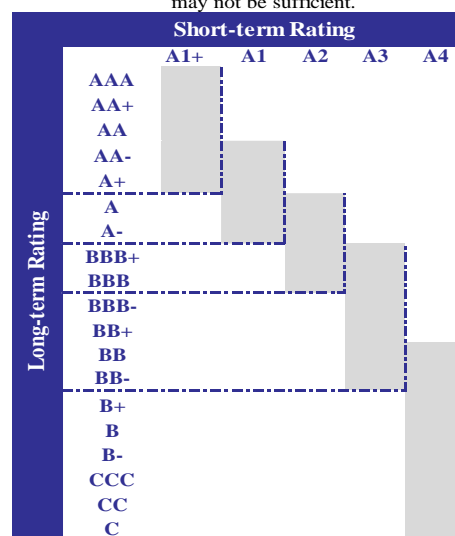 may not be sufficient.
Short-term Rating
A1+ A1 A2 A3 A4
Long-term Rating
AAA
AA+
AA
AA-
A+
A
A-
BBB+
BBB
BBB-
BB+
BB
BB-
B+
B
B-
CCC
CC
C